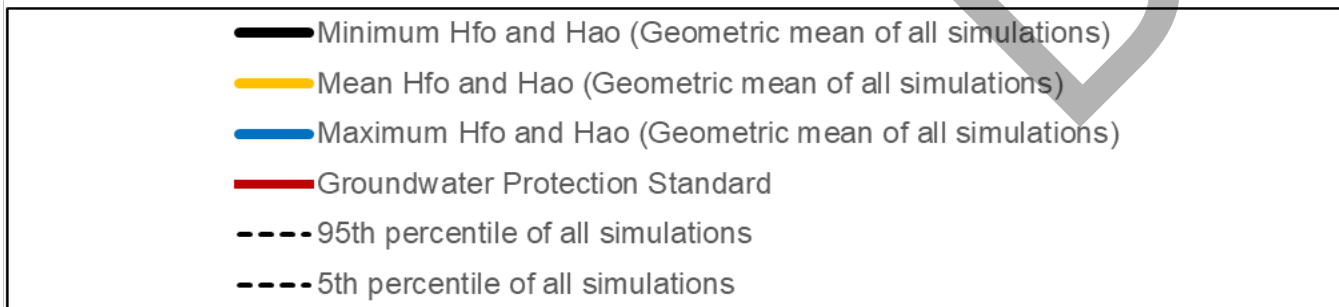 Minimum Hfo and Hao (Geometric mean of all simulations)
Mean Hfo and Hao (Geometric mean of all simulations)
Maximum Hfo and Hao (Geometric mean of all simulations)
Groundwater Protection Standard
95th percentile of all simulations
5th percentile of all simulations